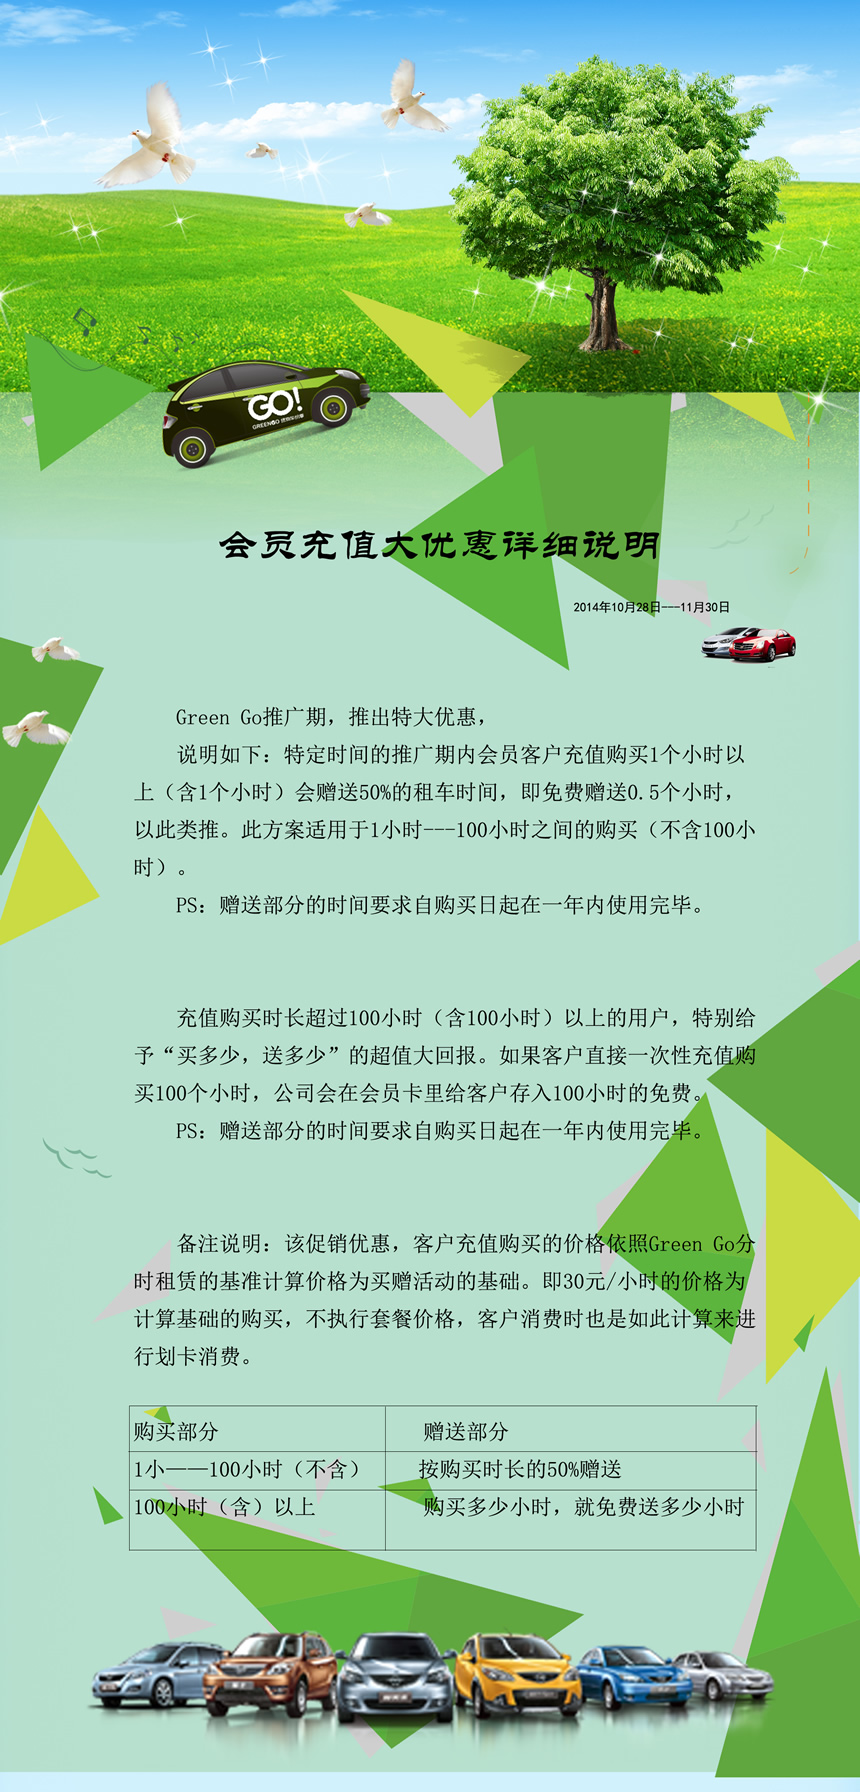 GO!
GREENGO
会员充值大优惠详细说明
2014年10月28日---11月30日
Green Go推广期，推出特大优惠，
说明如下：特定时间的推广期内会员客户充值购买1个小时以
上（含1个小时）会赠送50%的租车时间，即免费赠送0.5个小时，
以此类推。此方案适用于1小时---100小时之间的购买（不含100小
时）。
PS：赠送部分的时间要求自购买日起在一年内使用完毕。
充值购买时长超过100小时（含100小时）以上的用户，特别给
予“买多少，送多少”的超值大回报。如果客户直接一次性充值购
买100个小时，公司会在会员卡里给客户存入100小时的免费。
PS：赠送部分的时间要求自购买日起在一年内使用完毕。
备注说明：该促销优惠，客户充值购买的价格依照Green Go分
时租赁的基准计算价格为买赠活动的基础。即30元/小时的价格为
计算基础的购买，不执行套餐价格，客户消费时也是如此计算来进
行划卡消费。
购买部分 赠送部分
1小——100小时（不含） 按购买时长的50%赠送
100小时（含）以上 购买多少小时，就免费送多少小时